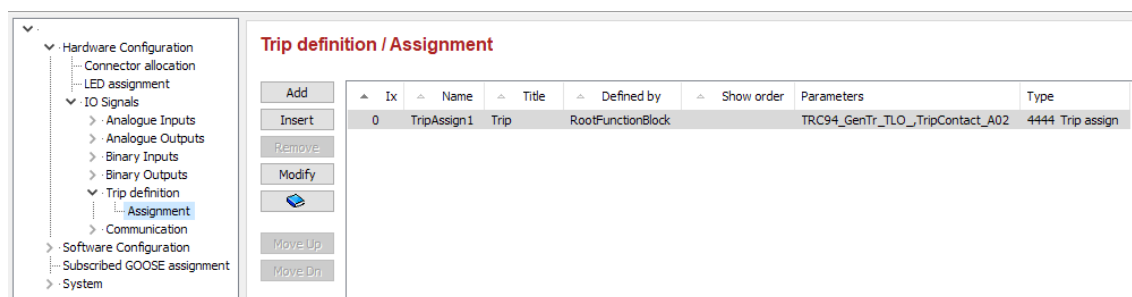 Hardware Configuration
Connector allocation
LED assignment
IO Signals
Analogue Inputs
Analogue Outputs
Binary Inputs
Binary Outputs
Trip definition
Assignment
Communication
Software Configuration
Subscribed GOOSE assignment
System
Trip definition / Assignment
Add
Insert
Remove
Modify
Move Up
Move Dn
Ix Name Title Defined by Show order Parameters Type
0 TripAssign1 Trip RootFunctionBlock TRC94_GenTr_TLO_,TripContact_A02 4444 Trip assign